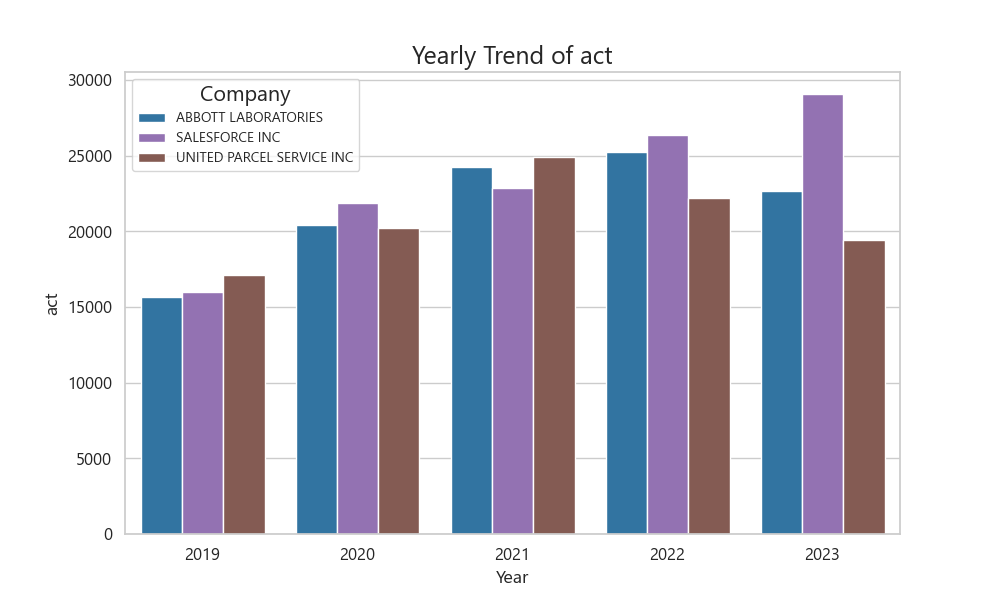 Yearly Trend of act
30000
25000
20000
15000
10000
5000
0
act
Company
ABBOTT LABORATORIES
SALESFORCE INC
UNITED PARCEL SERVICE INC
2019 2020 2021 2022 2023
Year